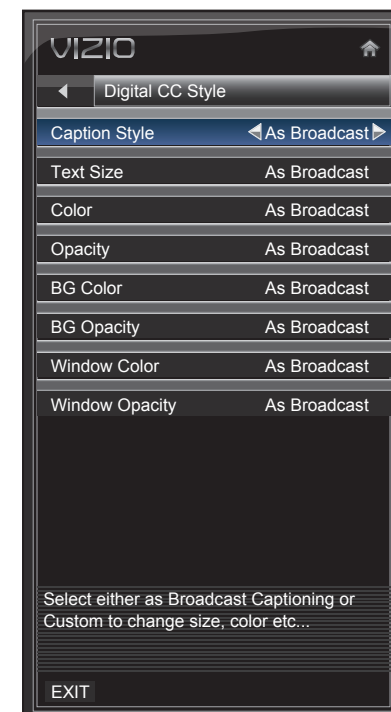 VIZIO
Digital CC Style
Caption Style As Broadcast
Text Size As Broadcast
Color As Broadcast
Opacity As Broadcast
BG Color As Broadcast
BG Opacity As Broadcast
Window Color As Broadcast
Window Opacity As Broadcast
Select either as Broadcast Captioning or
Custom to change size, color etc...
EXIT